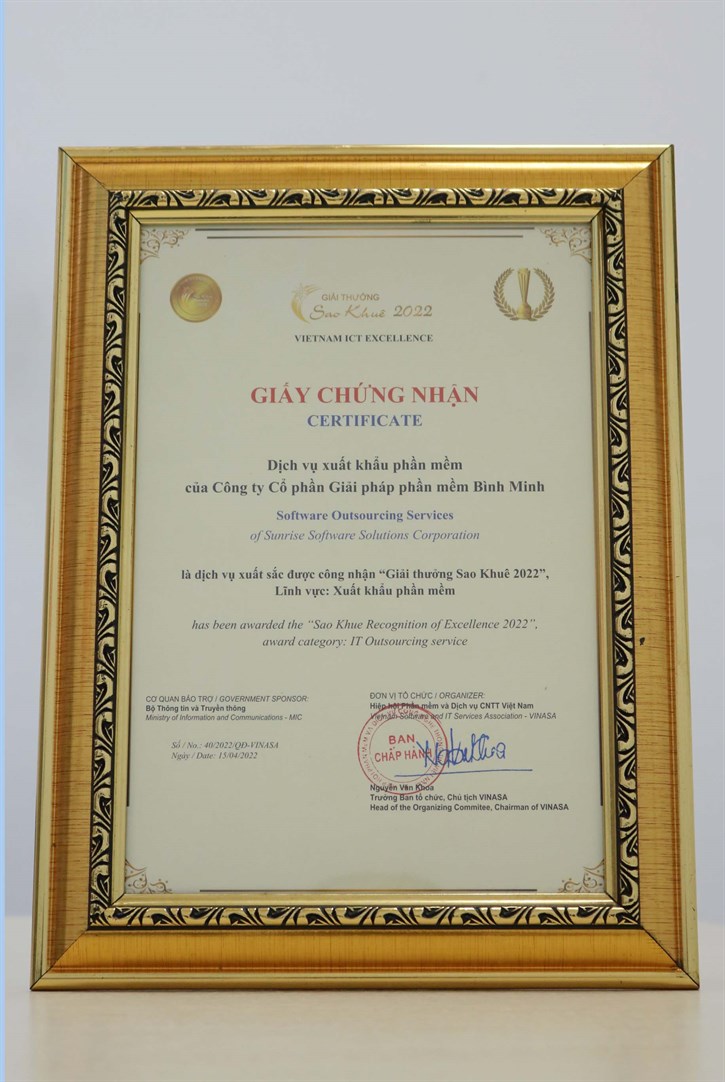 GIẢI THƯỞNG
Sao Khuê 2022
VIETNAM ICT EXCELLENCE
GIẤY CHỨNG NHẬN
CERTIFICATE
Dịch vụ xuất khẩu phần mềm
của Công ty Cổ phần Giải pháp phần mềm Bình Minh
Software Outsourcing Services
of Sunrise Software Solutions Corporation
là dịch vụ xuất sắc được công nhận “Giải thưởng Sao Khuê 2022”,
Lĩnh vực: Xuất khẩu phần mềm
has been awarded the “Sao Khue Recognition of Excellence 2022”,
award category: IT Outsourcing service
CƠ QUAN BẢO TRỢ / GOVERNMENT SPONSOR:
Bộ Thông tin và Truyền thông
Ministry of Information and Communications - MIC
Số / No.: 40/2022/QĐ-VINASA
Ngày / Date: 15/04/2022
ĐƠN VỊ TỔ CHỨC / ORGANIZER:
Hiệp hội Phần mềm và Dịch vụ CNTT Việt Nam
Vietnam Software and IT Services Association - VINASA
BAN
CHẤP HÀNH
Nguyễn Văn Khoa
Trưởng Ban tổ chức, Chủ tịch VINASA
Head of the Organizing Commitee, Chairman of VINASA